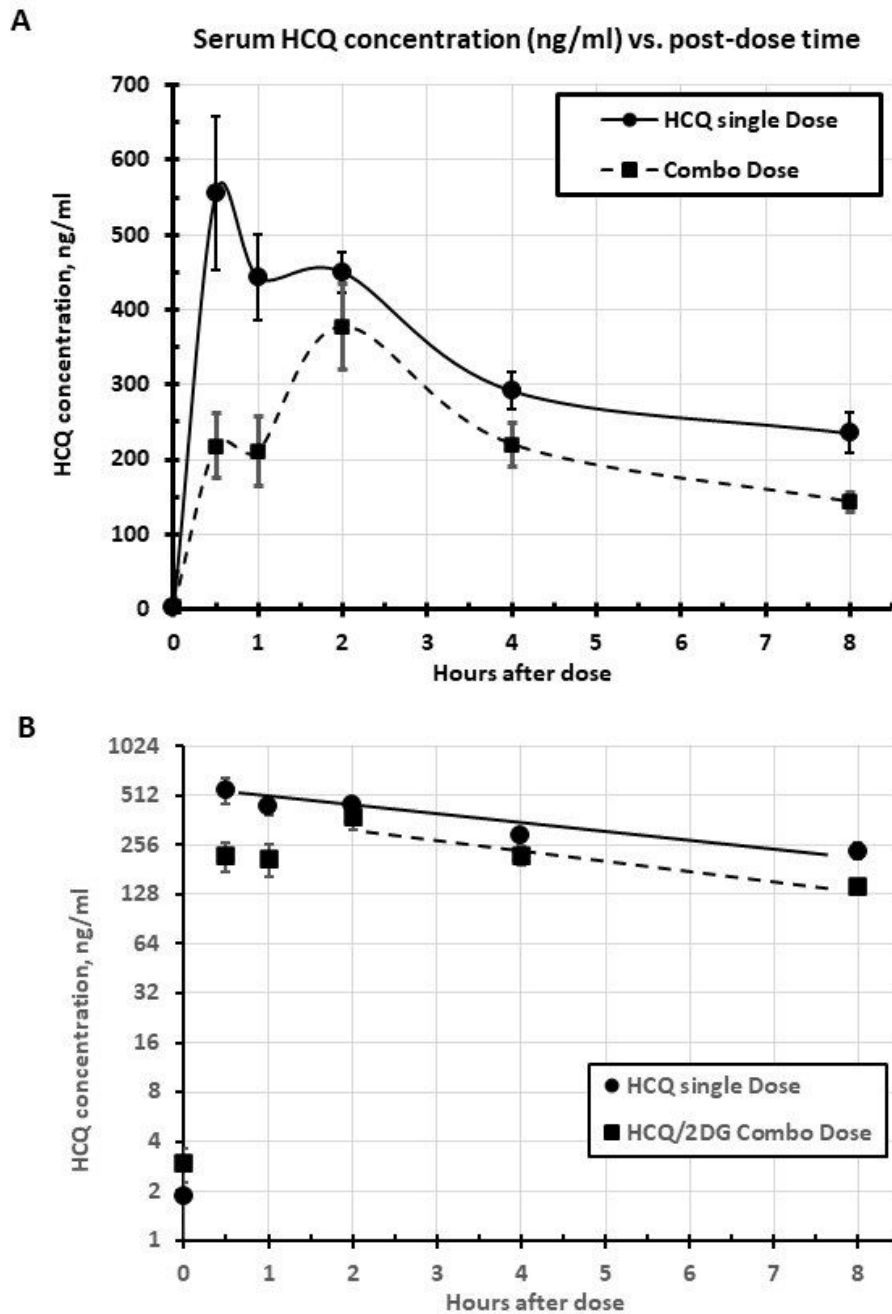 A
Serum HCQ concentration (ng/ml) vs. post-dose time
HCQ concentration, ng/ml
700
600
500
400
300
200
100
0
HCQ single Dose
Combo Dose
0 1 2 3 4 5 6 7 8
Hours after dose
B
HCQ concentration, ng/ml
1024
512
256
128
64
32
16
8
4
2
1
HCQ single Dose
HCQ/2DG Combo Dose
0 1 2 3 4 5 6 7 8
Hours after dose